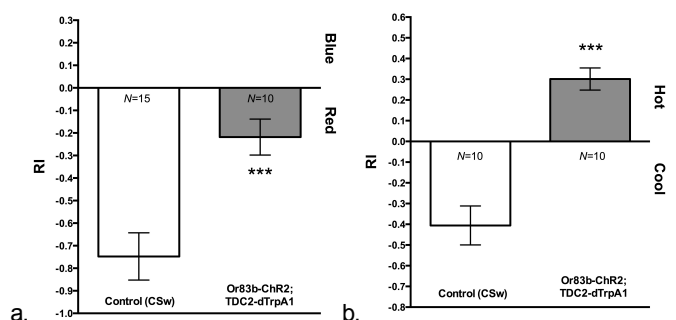 0.3
0.2
0.1
0.0
-0.1
-0.2
-0.3
-0.4
-0.5
-0.6
-0.7
-0.8
-0.9
-1.0
RI
N=15
N=10
***
Blue
Red
Control (CSw)
Or83b-ChR2;
TDC2-dTrpA1
a.
0.6
0.5
0.4
0.3
0.2
0.1
0.0
-0.1
-0.2
-0.3
-0.4
-0.5
-0.6
-0.7
-0.8
RI
***
N=10
N=10
Hot
Cool
Control (CSw)
Or83b-ChR2;
TDC2-dTrpA1
b.